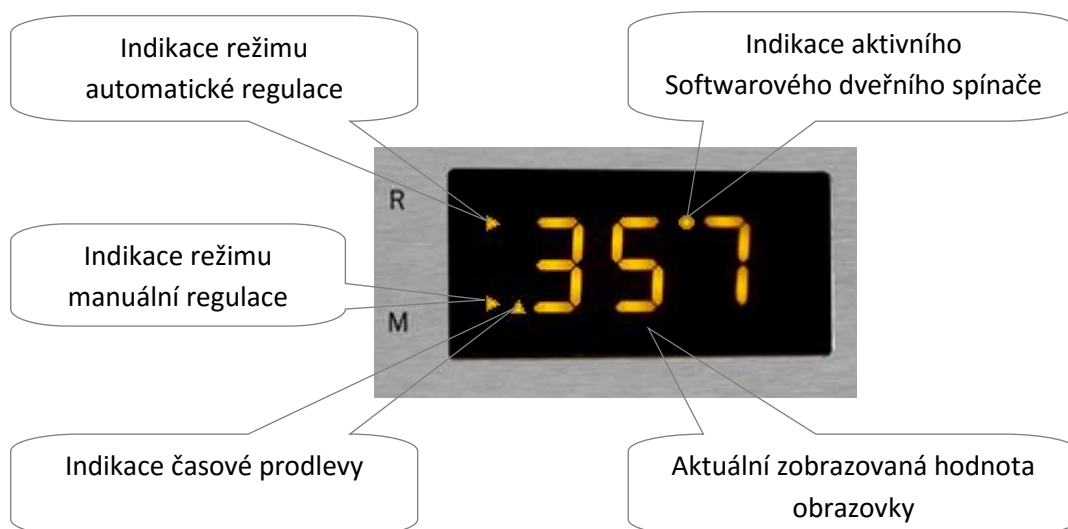 Indikace režimu
automatické regulace
Indikace aktivního
Softwarového dveřního spínače
R
357
Indikace režimu
manuální regulace
M
Indikace časové prodlevy
Aktuální zobrazovaná hodnota
obrazovky